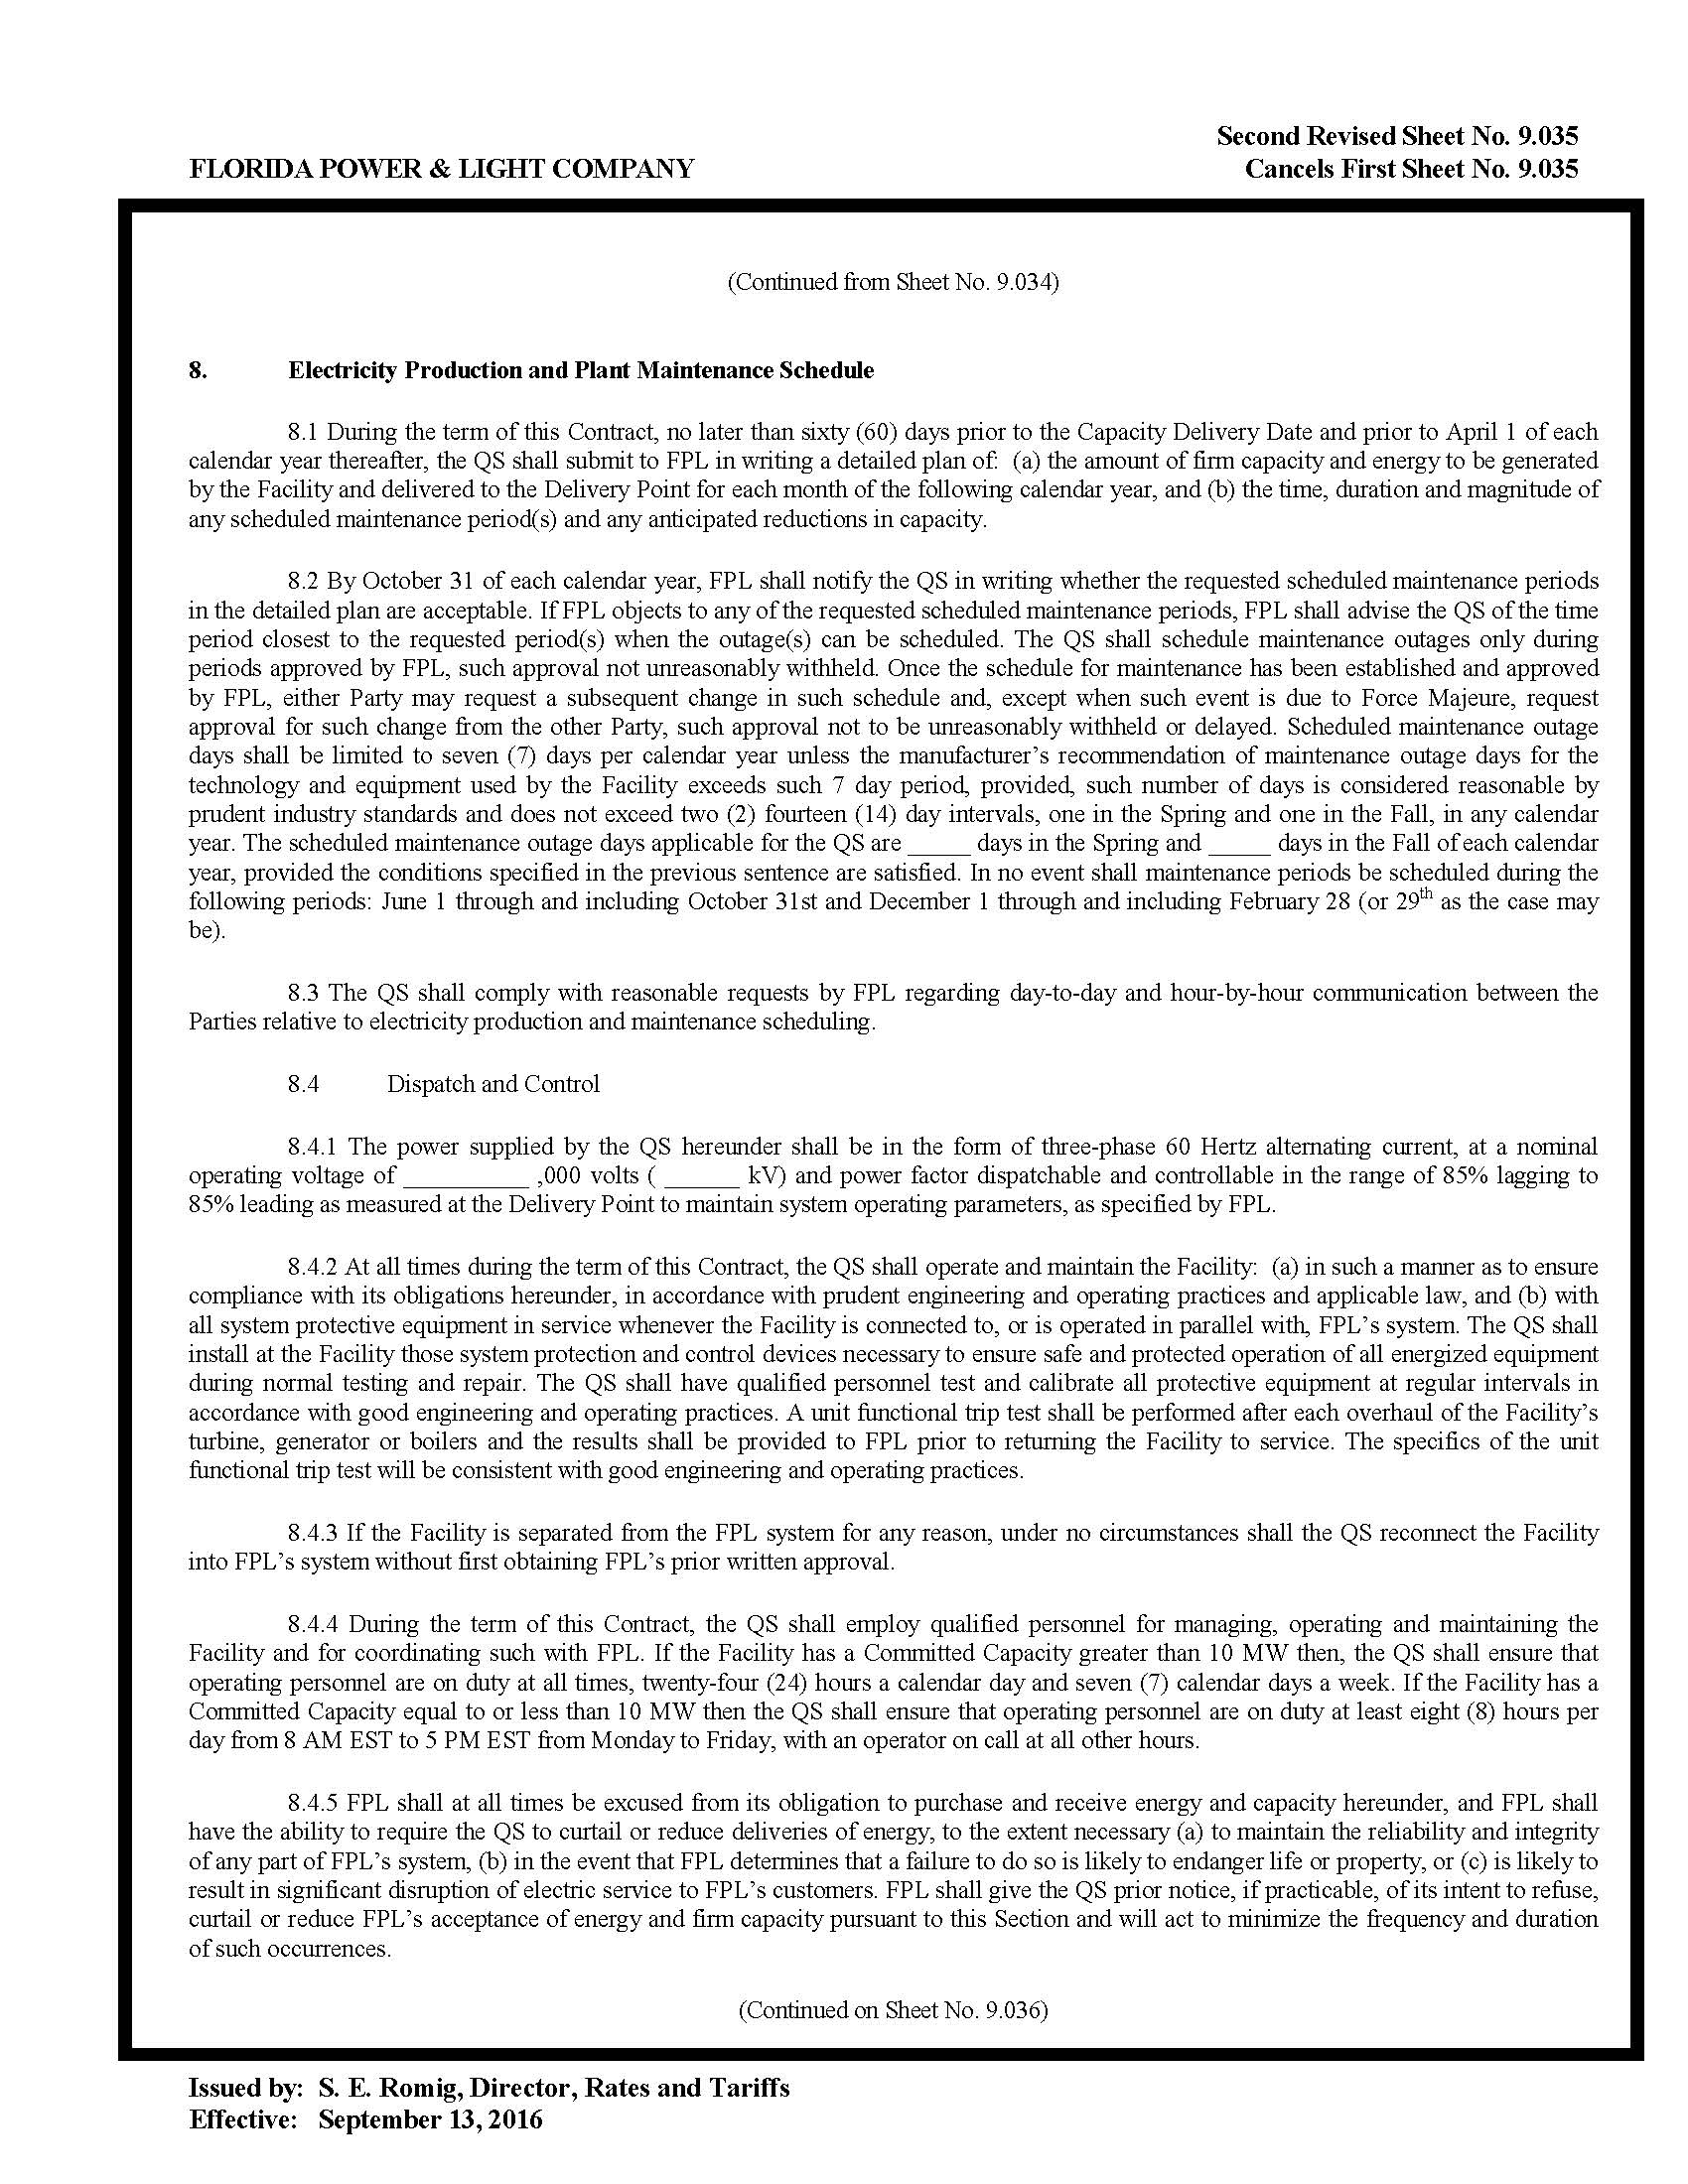 Second Revised Sheet No. 9.035
FLORIDA POWER & LIGHT COMPANY Cancels First Sheet No. 9.035
(Continued from Sheet No. 9.034)
8. Electricity Production and Plant Maintenance Schedule
8.1 During the term of this Contract, no later than sixty (60) days prior to the Capacity Delivery Date and prior to April 1 of each
calendar year thereafter, the QS shall submit to FPL in writing a detailed plan of: (a) the amount of firm capacity and energy to be generated
by the Facility and delivered to the Delivery Point for each month of the following calendar year, and (b) the time, duration and magnitude of
any scheduled maintenance period(s) and any anticipated reductions in capacity.
8.2 By October 31 of each calendar year, FPL shall notify the QS in writing whether the requested scheduled maintenance periods
in the detailed plan are acceptable. If FPL objects to any of the requested scheduled maintenance periods, FPL shall advise the QS of the time
period closest to the requested period(s) when the outage(s) can be scheduled. The QS shall schedule maintenance outages only during
periods approved by FPL, such approval not unreasonably withheld. Once the schedule for maintenance has been established and approved
by FPL, either Party may request a subsequent change in such schedule and, except when such event is due to Force Majeure, request
approval for such change from the other Party, such approval not to be unreasonably withheld or delayed. Scheduled maintenance outage
days shall be limited to seven (7) days per calendar year unless the manufacturer’s recommendation of maintenance outage days for the
technology and equipment used by the Facility exceeds such 7 day period, provided, such number of days is considered reasonable by
prudent industry standards and does not exceed two (2) fourteen (14) day intervals, one in the Spring and one in the Fall, in any calendar
year. The scheduled maintenance outage days applicable for the QS are _____ days in the Spring and _____ days in the Fall of each calendar
year, provided the conditions specified in the previous sentence are satisfied. In no event shall maintenance periods be scheduled during the
following periods: June 1 through and including October 31st and December 1 through and including February 28 (or 29th as the case may
be).
8.3 The QS shall comply with reasonable requests by FPL regarding day-to-day and hour-by-hour communication between the
Parties relative to electricity production and maintenance scheduling.
8.4 Dispatch and Control
8.4.1 The power supplied by the QS hereunder shall be in the form of three-phase 60 Hertz alternating current, at a nominal
operating voltage of __________ ,000 volts ( ______ kV) and power factor dispatchable and controllable in the range of 85% lagging to
85% leading as measured at the Delivery Point to maintain system operating parameters, as specified by FPL.
8.4.2 At all times during the term of this Contract, the QS shall operate and maintain the Facility: (a) in such a manner as to ensure
compliance with its obligations hereunder, in accordance with prudent engineering and operating practices and applicable law, and (b) with
all system protective equipment in service whenever the Facility is connected to, or is operated in parallel with, FPL’s system. The QS shall
install at the Facility those system protection and control devices necessary to ensure safe and protected operation of all energized equipment
during normal testing and repair. The QS shall have qualified personnel test and calibrate all protective equipment at regular intervals in
accordance with good engineering and operating practices. A unit functional trip test shall be performed after each overhaul of the Facility’s
turbine, generator or boilers and the results shall be provided to FPL prior to returning the Facility to service. The specifics of the unit
functional trip test will be consistent with good engineering and operating practices.
8.4.3 If the Facility is separated from the FPL system for any reason, under no circumstances shall the QS reconnect the Facility
into FPL’s system without first obtaining FPL’s prior written approval.
8.4.4 During the term of this Contract, the QS shall employ qualified personnel for managing, operating and maintaining the
Facility and for coordinating such with FPL. If the Facility has a Committed Capacity greater than 10 MW then, the QS shall ensure that
operating personnel are on duty at all times, twenty-four (24) hours a calendar day and seven (7) calendar days a week. If the Facility has a
Committed Capacity equal to or less than 10 MW then the QS shall ensure that operating personnel are on duty at least eight (8) hours per
day from 8 AM EST to 5 PM EST from Monday to Friday, with an operator on call at all other hours.
8.4.5 FPL shall at all times be excused from its obligation to purchase and receive energy and capacity hereunder, and FPL shall
have the ability to require the QS to curtail or reduce deliveries of energy, to the extent necessary (a) to maintain the reliability and integrity
of any part of FPL’s system, (b) in the event that FPL determines that a failure to do so is likely to endanger life or property, or (c) is likely to
result in significant disruption of electric service to FPL’s customers. FPL shall give the QS prior notice, if practicable, of its intent to refuse,
curtail or reduce FPL’s acceptance of energy and firm capacity pursuant to this Section and will act to minimize the frequency and duration
of such occurrences.
(Continued on Sheet No. 9.036)
Issued by: S. E. Romig, Director, Rates and Tariffs
Effective: September 13, 2016